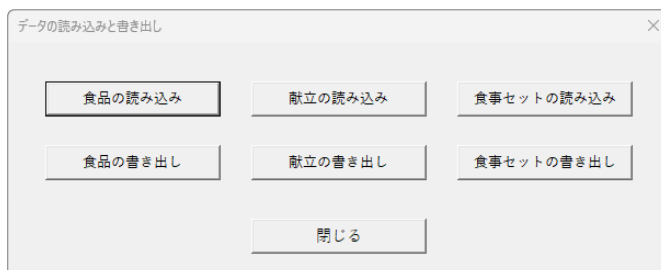 データの読み込みと書き出し
食品の読み込み 献立の読み込み 食事セットの読み込み
食品の書き出し 献立の書き出し 食事セットの書き出し
閉じる